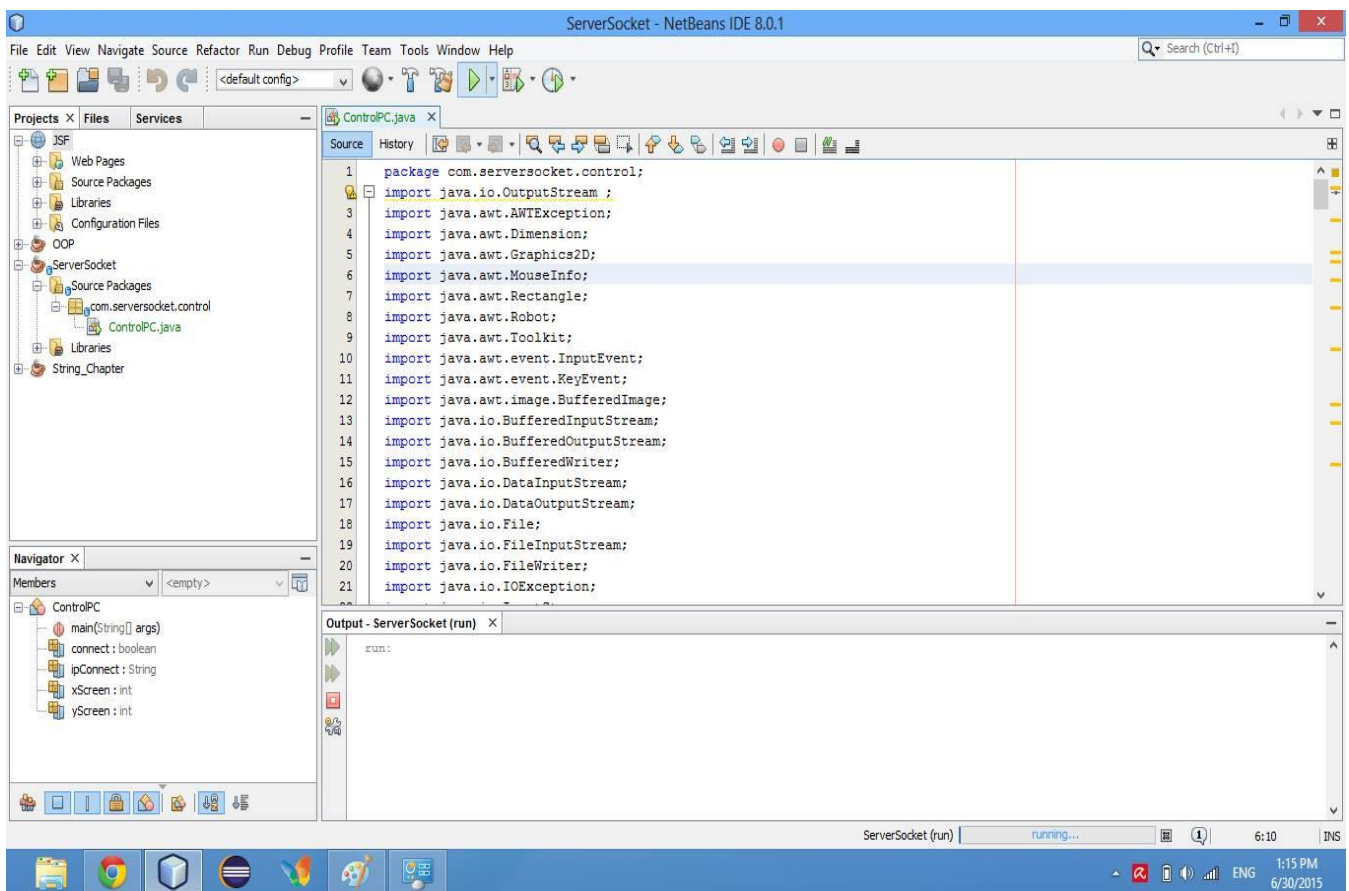 ServerSocket - NetBeans IDE 8.0.1
File Edit View Navigate Source Refactor Run Debug Profile Team Tools Window Help
Search (Ctrl+I)
<default config>
Projects Files Services
JSF
Web Pages
Source Packages
Libraries
Configuration Files
OOP
ServerSocket
Source Packages
com.serversocket.control
ControlPC.java
Libraries
String_Chapter
ControlPC.java
Source History
1 package com.serversocket.control;
import java.io.OutputStream ;
3 import java.awt.AWTException;
4 import java.awt.Dimension;
5 import java.awt.Graphics2D;
6 import java.awt.MouseInfo;
7 import java.awt.Rectangle;
8 import java.awt.Robot;
9 import java.awt.Toolkit;
10 import java.awt.event.InputEvent;
11 import java.awt.event.KeyEvent;
12 import java.awt.image.BufferedImage;
13 import java.io.BufferedInputStream;
14 import java.io.BufferedOutputStream;
15 import java.io.BufferedWriter;
16 import java.io.DataInputStream;
17 import java.io.DataOutputStream;
18 import java.io.File;
19 import java.io.FileInputStream;
20 import java.io.FileWriter;
21 import java.io.IOException;
Navigator
Members <empty>
ControlPC
main(String[] args)
connect : boolean
ipConnect : String
xScreen : int
yScreen : int
Output - ServerSocket (run)
run:
ServerSocket (run) running... 1 6:10 INS
ENG 1:15 PM
6/30/2015